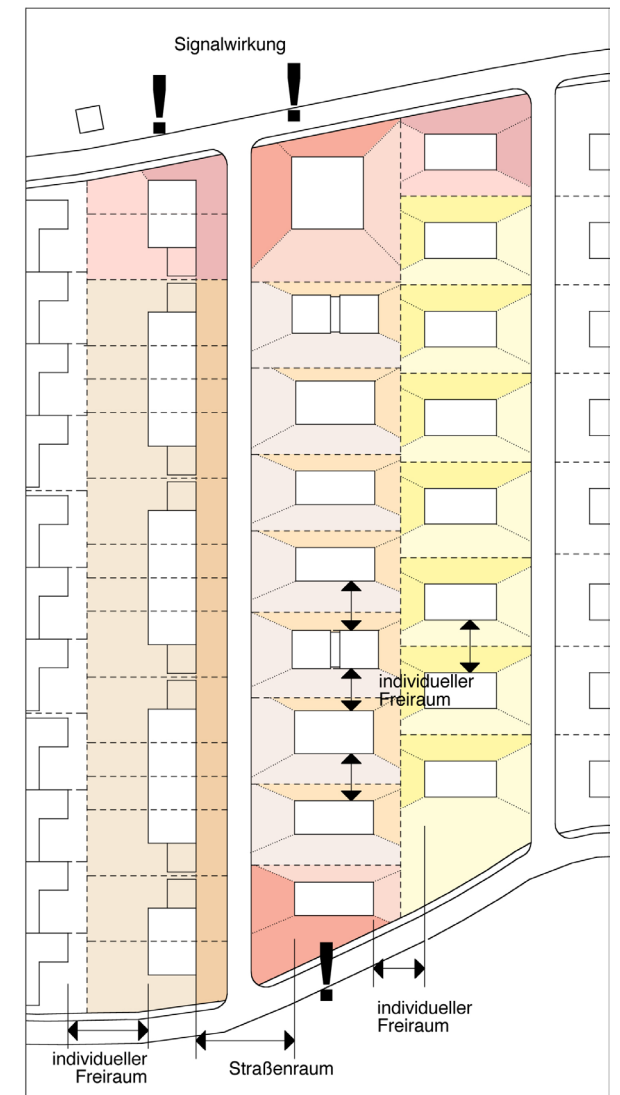 Signalwirkung
!
!
individueller
Freiraum
!
individueller
Freiraum
individueller
Freiraum
Straßenraum